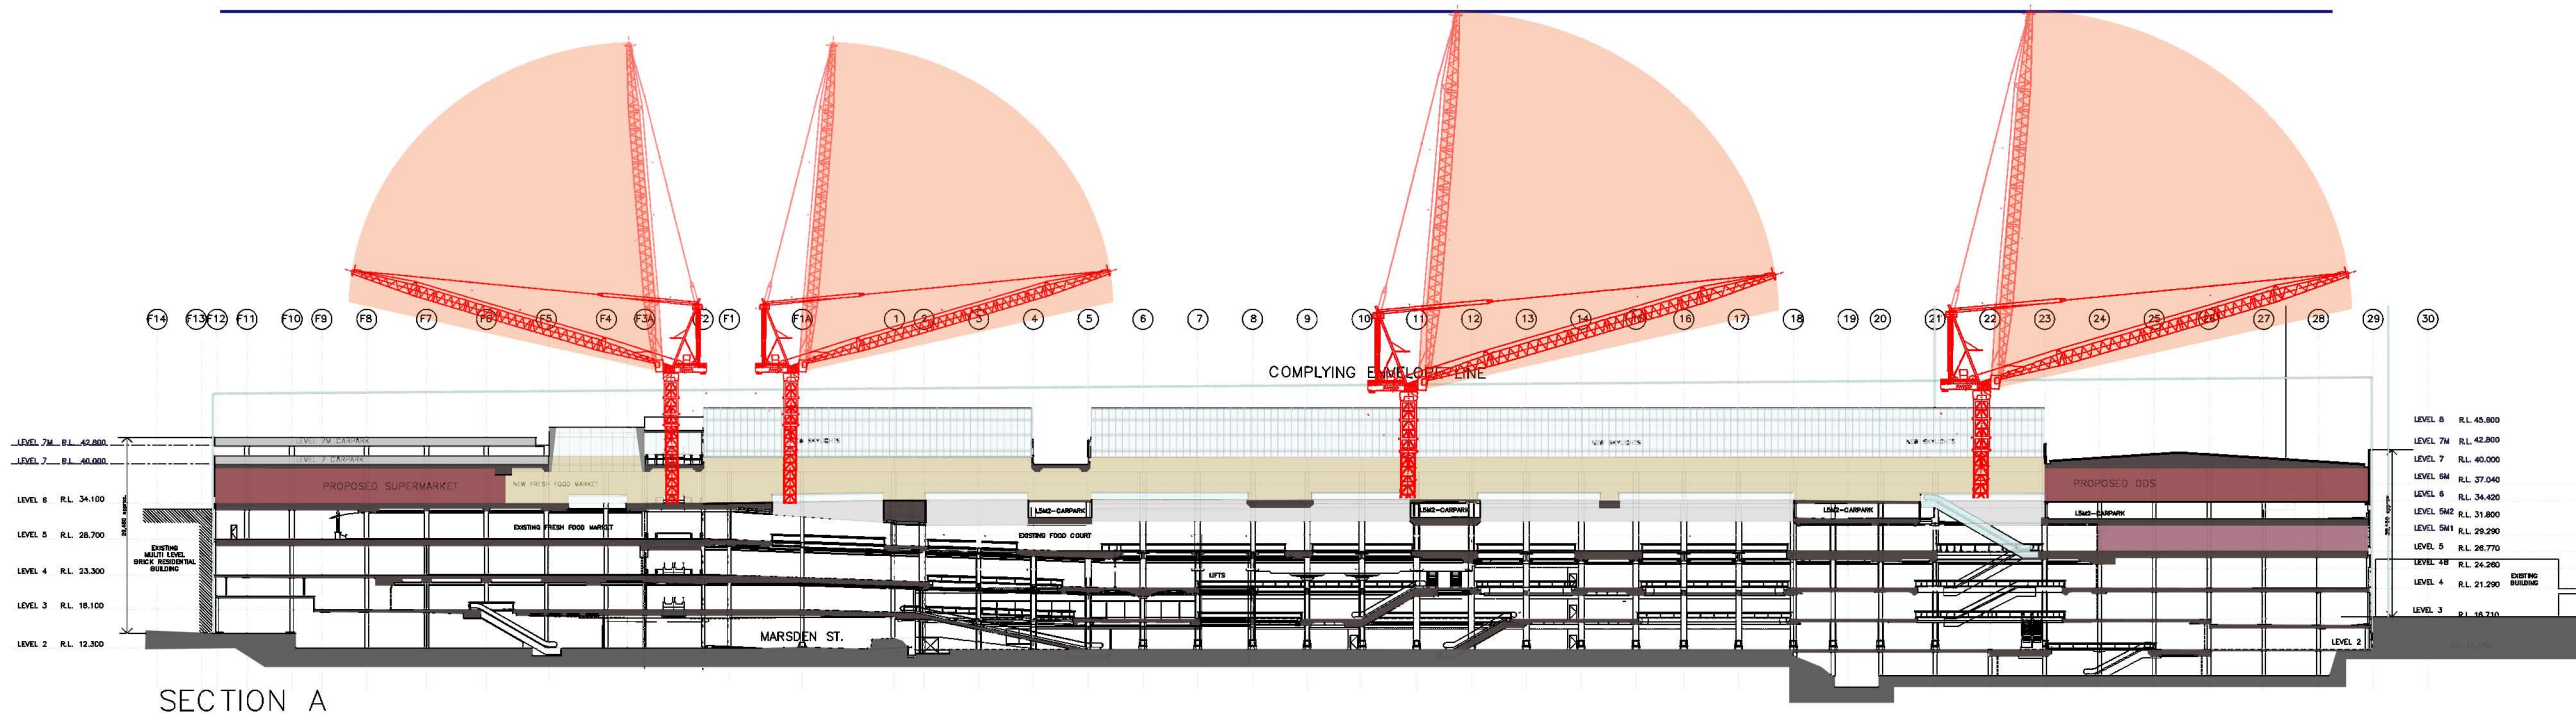 F14 F13 F12 F11 F10 F9 F8 F7 F6 F5 F4 F3A F2 F1 F1A 1 2 3 4 5 6 7 8 9 10 11 12 13 14 15 16 17 18 19 20 21 22 23 24 25 26 27 28 29 30
COMPLYING ENVELOPE LINE
LEVEL 7M R.L. 42.800
LEVEL 7 R.L. 40.000
LEVEL 6 R.L. 34.100
LEVEL 5 R.L. 28.700
LEVEL 4 R.L. 23.300
LEVEL 3 R.L. 18.100
LEVEL 2 R.L. 12.300
LEVEL 7M CARPARK
LEVEL 7 CARPARK
PROPOSED SUPERMARKET
NEW FRESH FOOD MARKET
NEW SKYLIGHTS
NEW SKYLIGHTS
NEW SKYLIGHTS
PROPOSED DDS
EXISTING FRESH FOOD MARKET
EXISTING FOOD COURT
L5M2-CARPARK
L5M2-CARPARK
L5M2-CARPARK
L5M2-CARPARK
EXISTING
MULTI LEVEL
BRICK RESIDENTIAL
BUILDING
LIFTS
MARSDEN ST.
LEVEL 2
LEVEL 8 R.L. 45.800
LEVEL 7M R.L. 42.800
LEVEL 7 R.L. 40.000
LEVEL 6M R.L. 37.040
LEVEL 6 R.L. 34.420
LEVEL 5M2 R.L. 31.800
LEVEL 5M1 R.L. 29.290
LEVEL 5 R.L. 26.770
LEVEL 4B R.L. 24.260
LEVEL 4 R.L. 21.290
LEVEL 3 R.L. 16.710
EXISTING
BUILDING
SECTION A